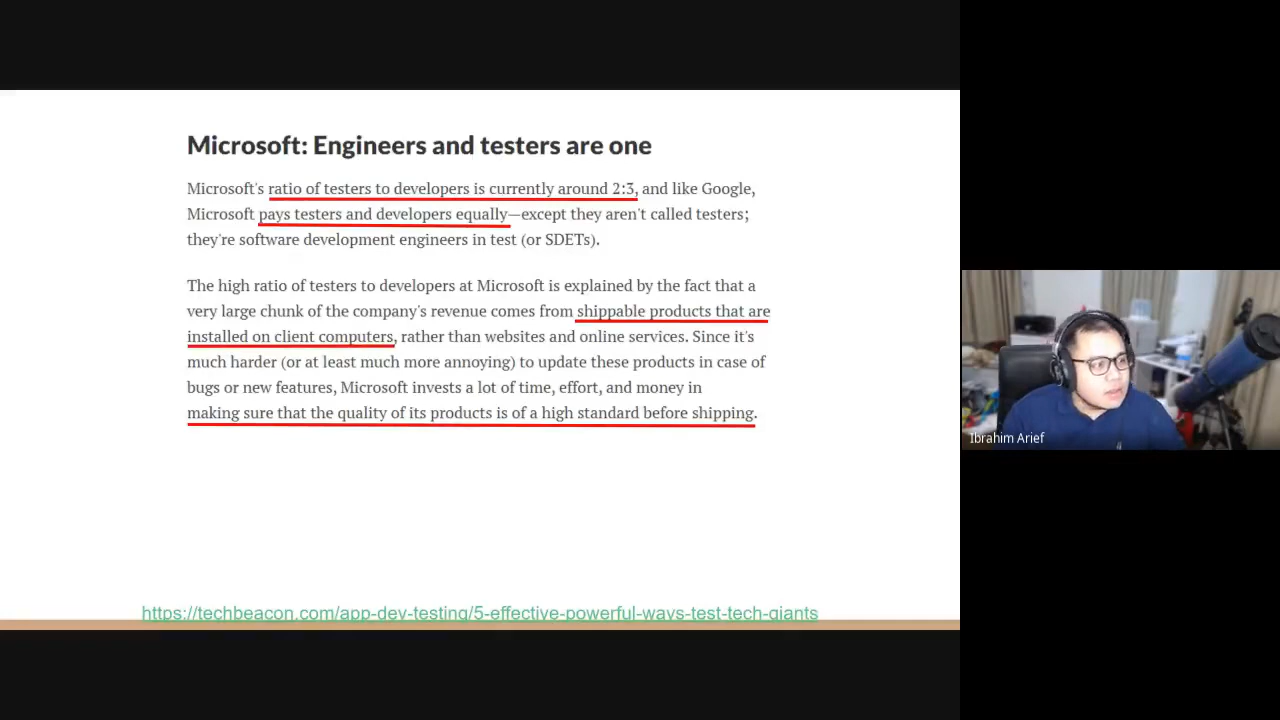 Microsoft: Engineers and testers are one
Microsoft's ratio of testers to developers is currently around 2:3, and like Google,
Microsoft pays testers and developers equally—except they aren't called testers;
they're software development engineers in test (or SDETs).
The high ratio of testers to developers at Microsoft is explained by the fact that a
very large chunk of the company's revenue comes from shippable products that are
installed on client computers, rather than websites and online services. Since it's
much harder (or at least much more annoying) to update these products in case of
bugs or new features, Microsoft invests a lot of time, effort, and money in
making sure that the quality of its products is of a high standard before shipping.
https://techbeacon.com/app-dev-testing/5-effective-powerful-ways-test-tech-giants
Ibrahim Arief